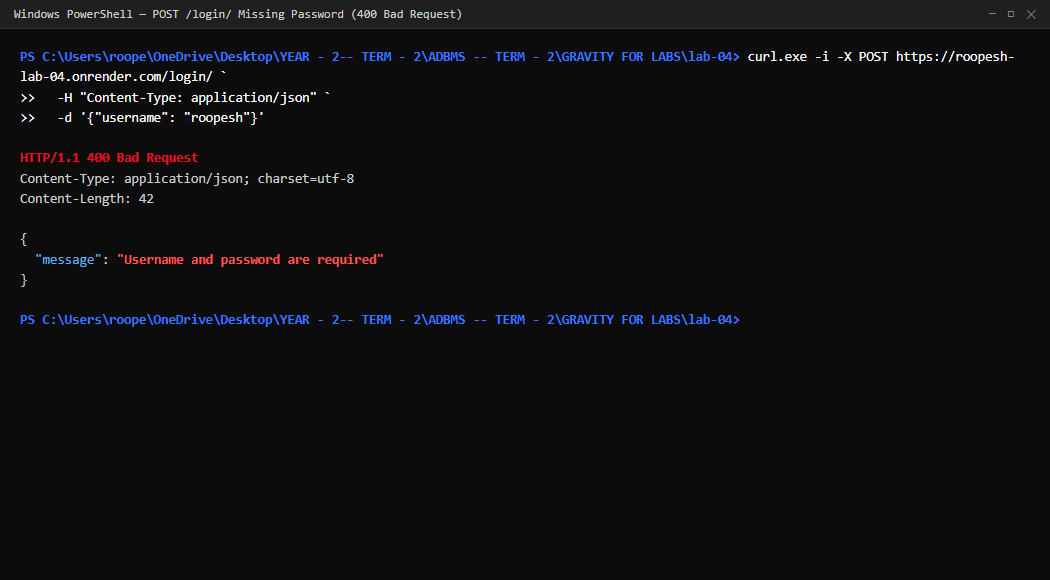 Windows PowerShell — POST /login/ Missing Password (400 Bad Request)
PS C:\Users\roope\OneDrive\Desktop\YEAR - 2-- TERM - 2\ADBMS -- TERM - 2\GRAVITY FOR LABS\lab-04> curl.exe -i -X POST https://roopesh-
lab-04.onrender.com/login/ `
>>   -H "Content-Type: application/json" `
>>   -d '{"username": "roopesh"}'
HTTP/1.1 400 Bad Request
Content-Type: application/json; charset=utf-8
Content-Length: 42
{
  "message": "Username and password are required"
}
PS C:\Users\roope\OneDrive\Desktop\YEAR - 2-- TERM - 2\ADBMS -- TERM - 2\GRAVITY FOR LABS\lab-04>